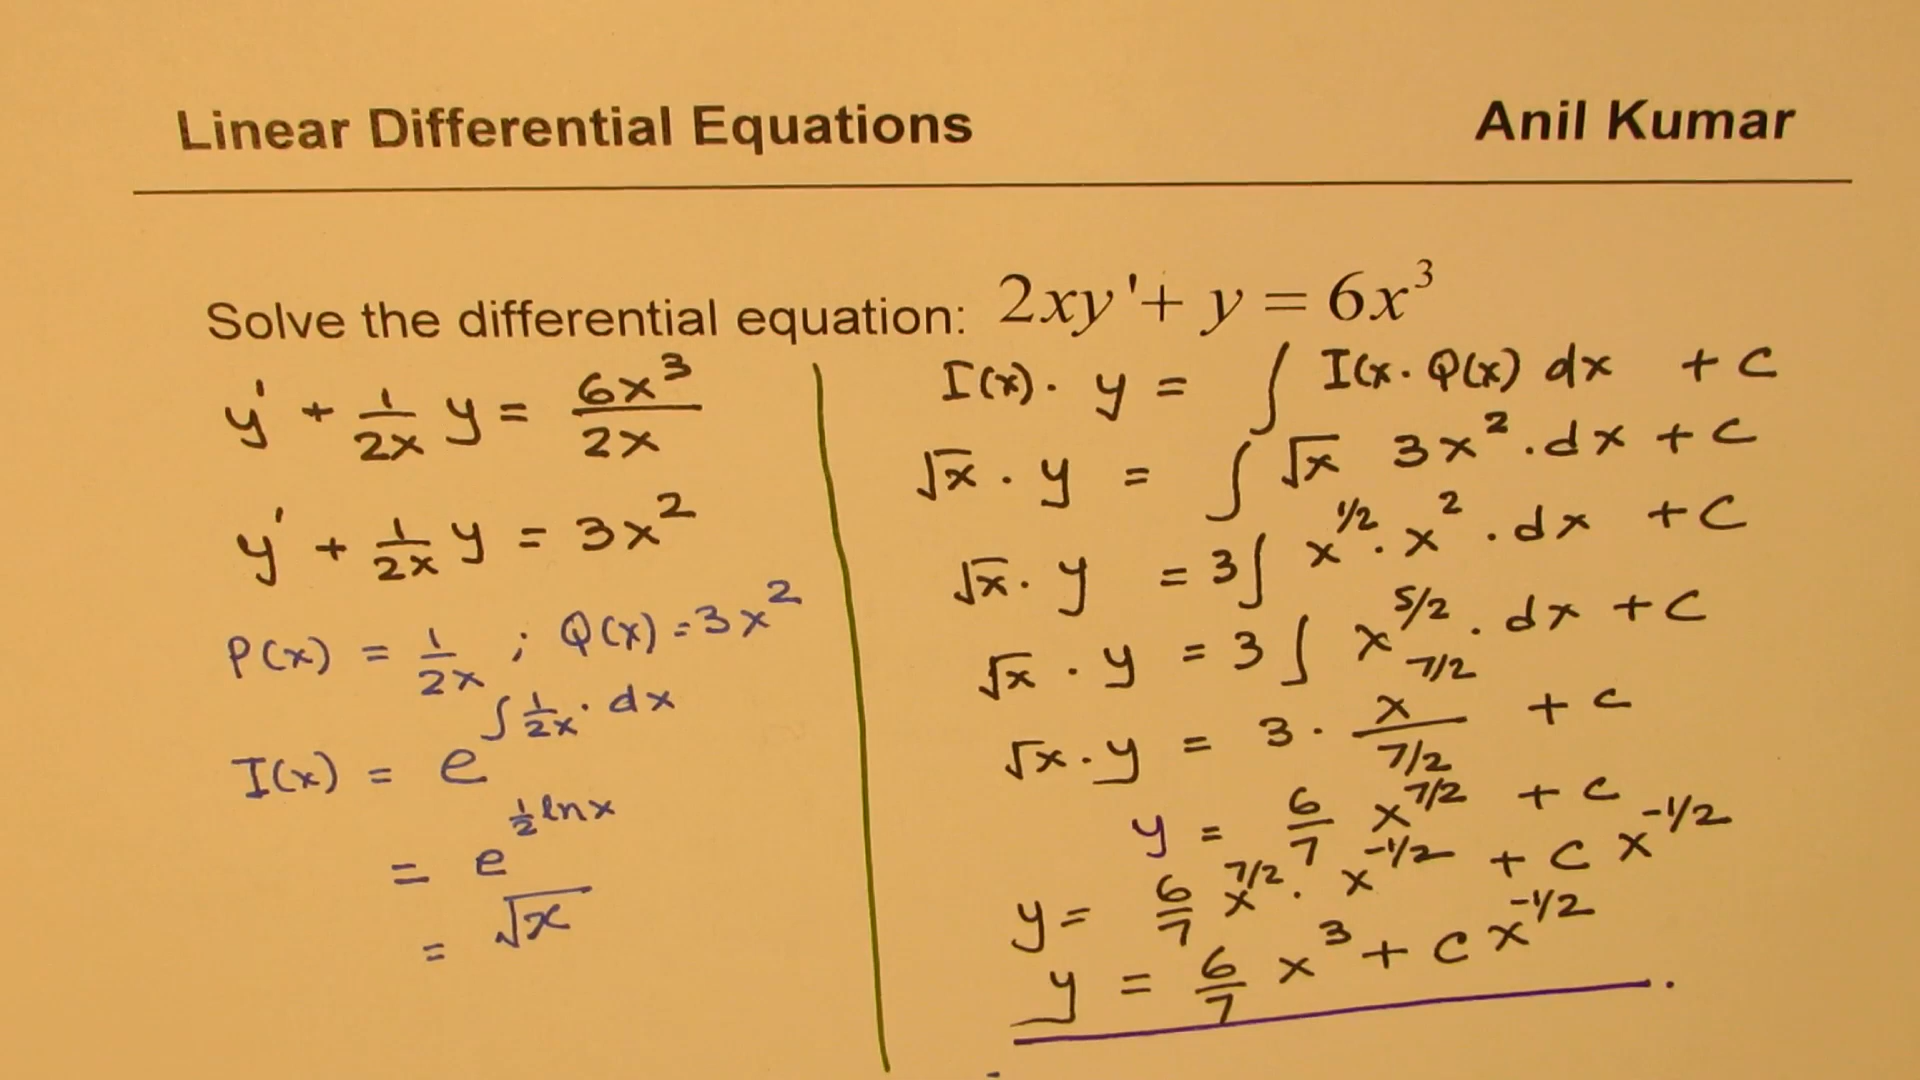 Linear Differential Equations Anil Kumar
Solve the differential equation: 2xy'+ y = 6x³
y' + 1/2x y = 6x³/2x
y' + 1/2x y = 3x²
P(x) = 1/2x ; Q(x) = 3x²
I(x) = e^∫ 1/2x · dx
= e^½ ln x
= √x
I(x) · y = ∫ I(x · Q(x) dx + C
√x · y = ∫ √x 3x² · dx + C
√x · y = 3∫ x^1/2 · x² · dx + C
√x · y = 3 ∫ x^5/2 · dx + C
√x · y = 3 · x^7/2 / 7/2 + C
y = 6/7 x^7/2 + C
y = 6/7 x^7/2 · x^-1/2 + C x^-1/2
y = 6/7 x³ + C x^-1/2 .